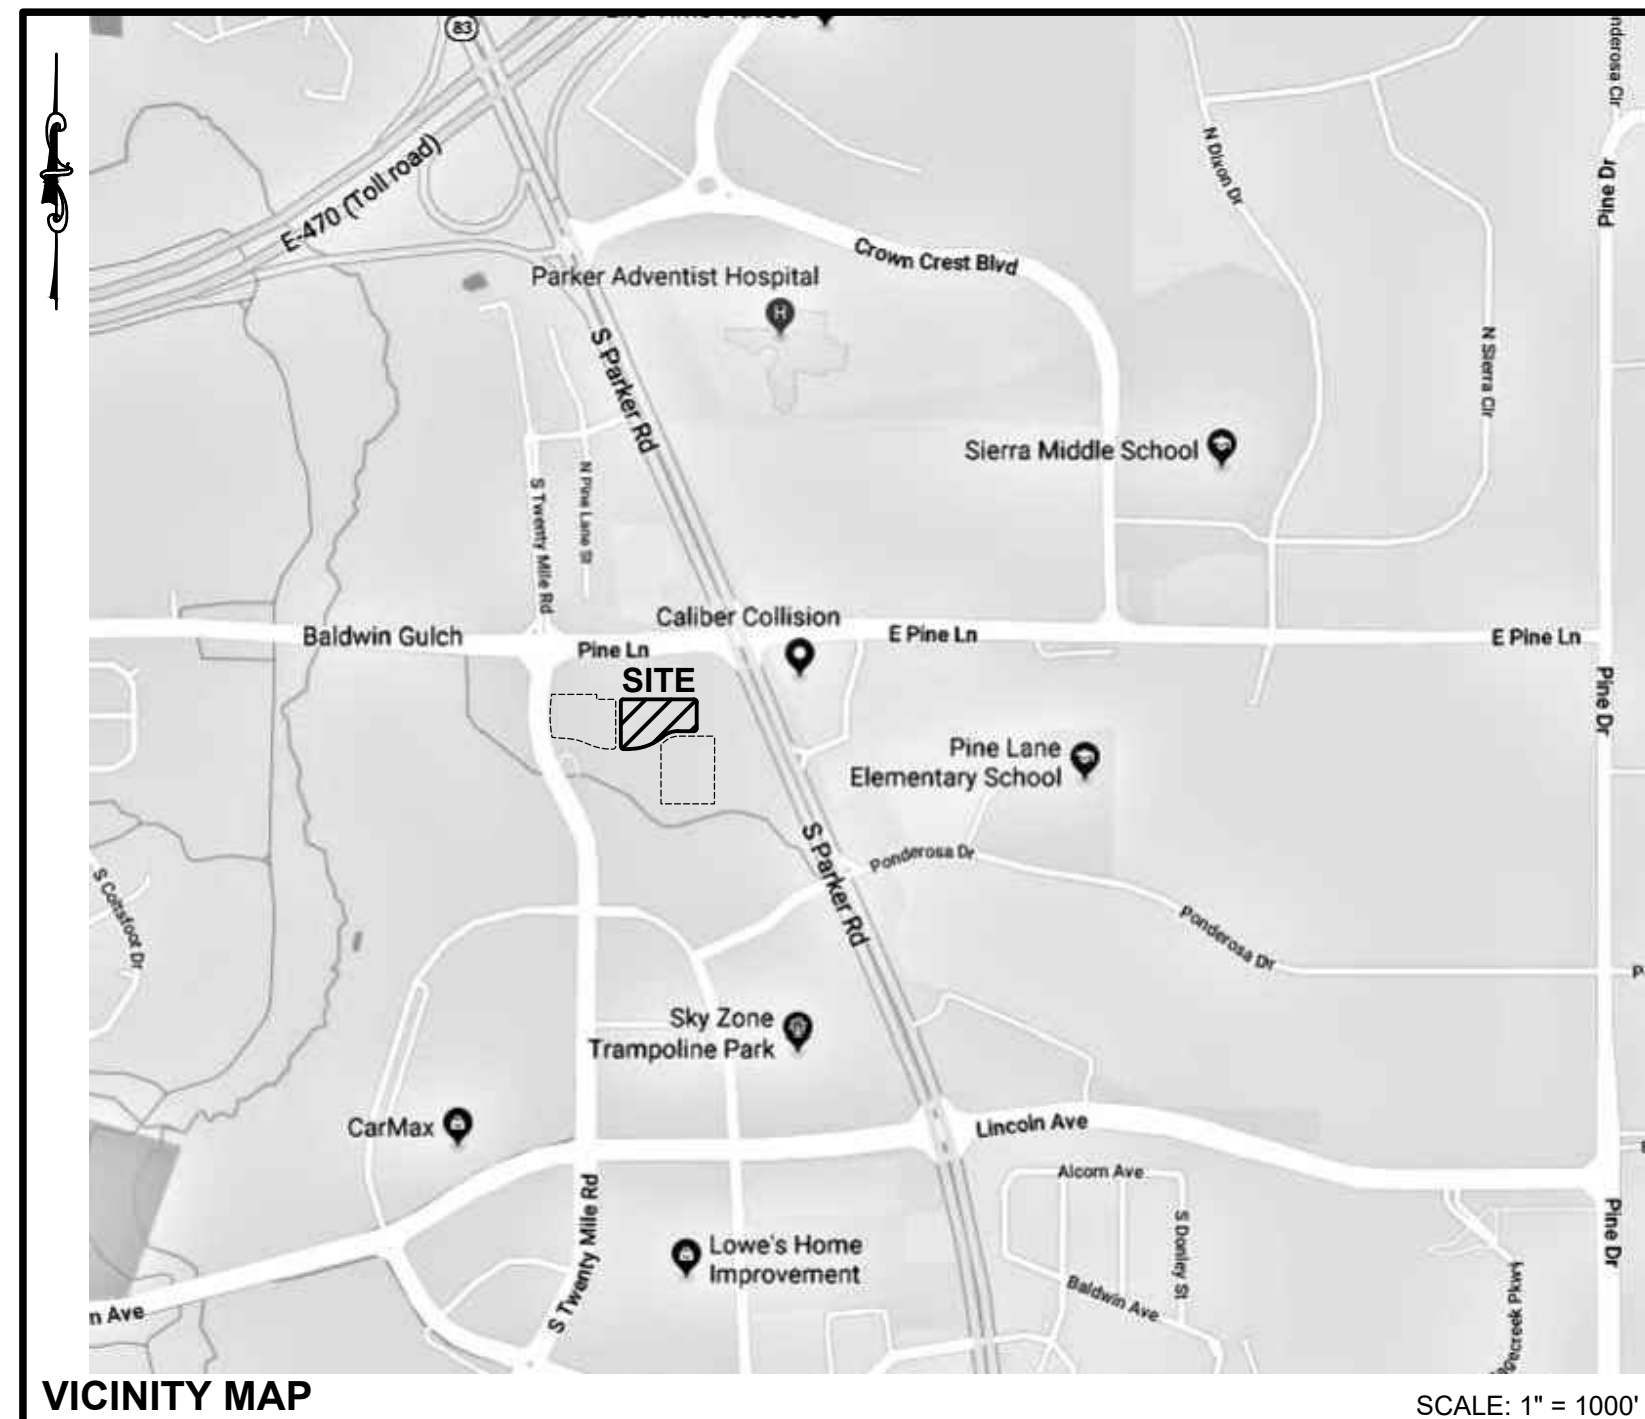 83
nderosa Cir
E-470 (Toll road)
N Dixon Dr
Pine Dr
Crown Crest Blvd
Parker Adventist Hospital
H
S Parker Rd
N Sierra Cir
Sierra Middle School
S Twenty Mile Rd
N Pine Lane St
Caliber Collision
Baldwin Gulch
Pine Ln
E Pine Ln
E Pine Ln
SITE
Pine Dr
Pine Lane
Elementary School
S Parker Rd
Ponderosa Dr
S Coltsfoot Dr
Ponderosa Dr
P
Sky Zone
Trampoline Park
CarMax
Lincoln Ave
Alcorn Ave
S Twenty Mile Rd
S Donley St
Pine Dr
Lowe's Home
Improvement
Baldwin Ave
n Ave
gecreek Pkwy
VICINITY MAP
SCALE: 1" = 1000'